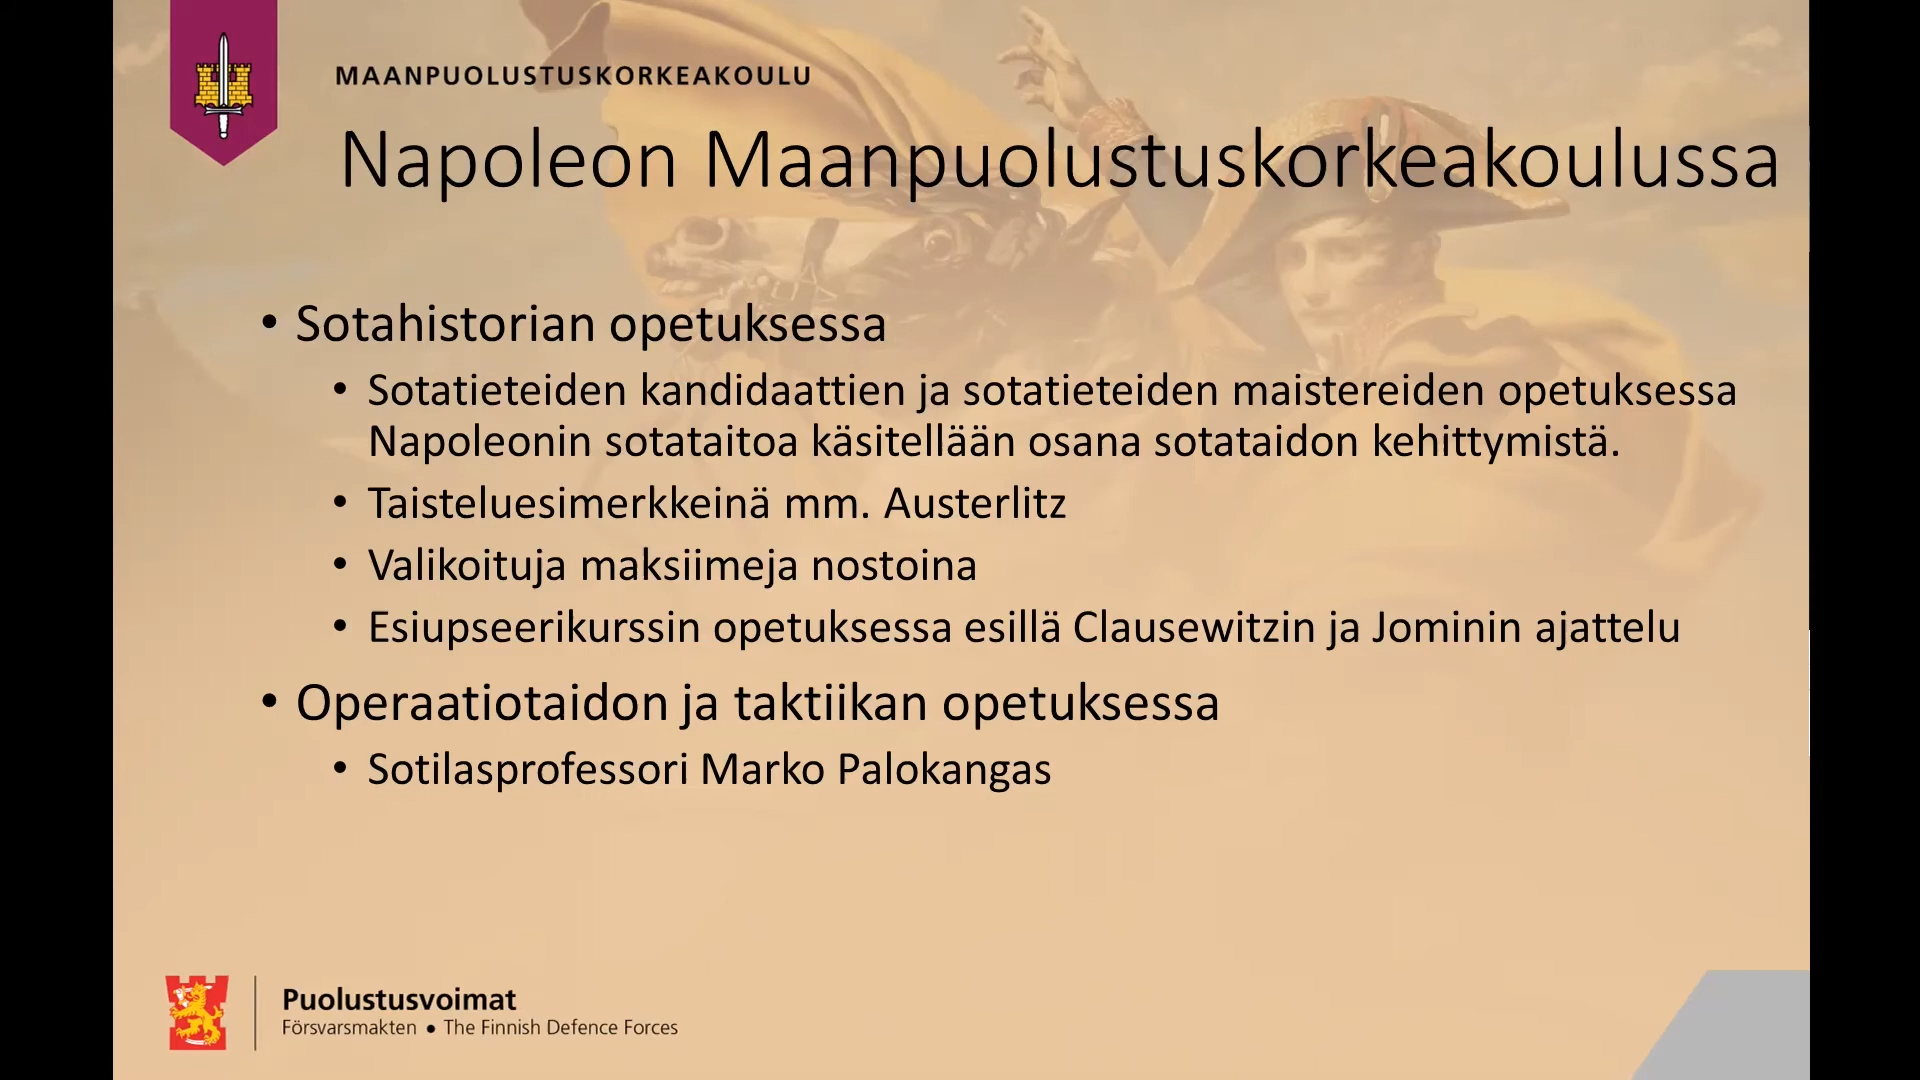 MAANPUOLUSTUSKORKEAKOULU
Napoleon Maanpuolustuskorkeakoulussa
• Sotahistorian opetuksessa
• Sotatieteiden kandidaattien ja sotatieteiden maistereiden opetuksessa
Napoleonin sotataitoa käsitellään osana sotataidon kehittymistä.
• Taisteluesimerkkeinä mm. Austerlitz
• Valikoituja maksiimeja nostoina
• Esiupseerikurssin opetuksessa esillä Clausewitzin ja Jominin ajattelu
• Operaatiotaidon ja taktiikan opetuksessa
• Sotilasprofessori Marko Palokangas
Puolustusvoimat
Försvarsmakten ● The Finnish Defence Forces